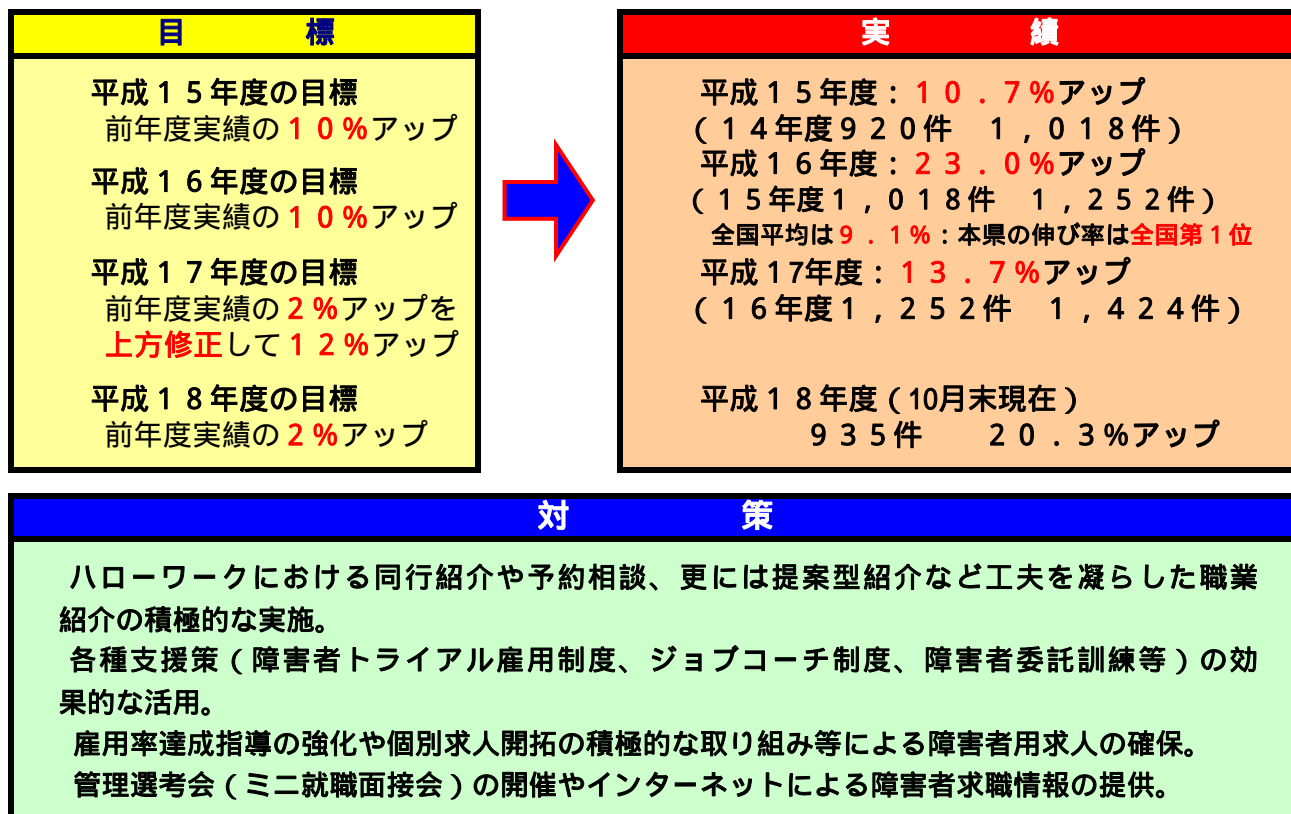 目　標
平成１５年度の目標
前年度実績の１０％アップ
平成１６年度の目標
前年度実績の１０％アップ
平成１７年度の目標
前年度実績の２％アップを
上方修正して１２％アップ
平成１８年度の目標
前年度実績の２％アップ
実　績
平成１５年度：１０．７％アップ
（１４年度９２０件　１，０１８件）
平成１６年度：２３．０％アップ
（１５年度１，０１８件　１，２５２件）
全国平均は９．１％：本県の伸び率は全国第１位
平成17年度：１３．７％アップ
（１６年度１，２５２件　１，４２４件）
平成１８年度（10月末現在）
９３５件　　２０．３％アップ
対　策
ハローワークにおける同行紹介や予約相談、更には提案型紹介など工夫を凝らした職業
紹介の積極的な実施。
各種支援策（障害者トライアル雇用制度、ジョブコーチ制度、障害者委託訓練等）の効
果的な活用。
雇用率達成指導の強化や個別求人開拓の積極的な取り組み等による障害者用求人の確保。
管理選考会（ミニ就職面接会）の開催やインターネットによる障害者求職情報の提供。